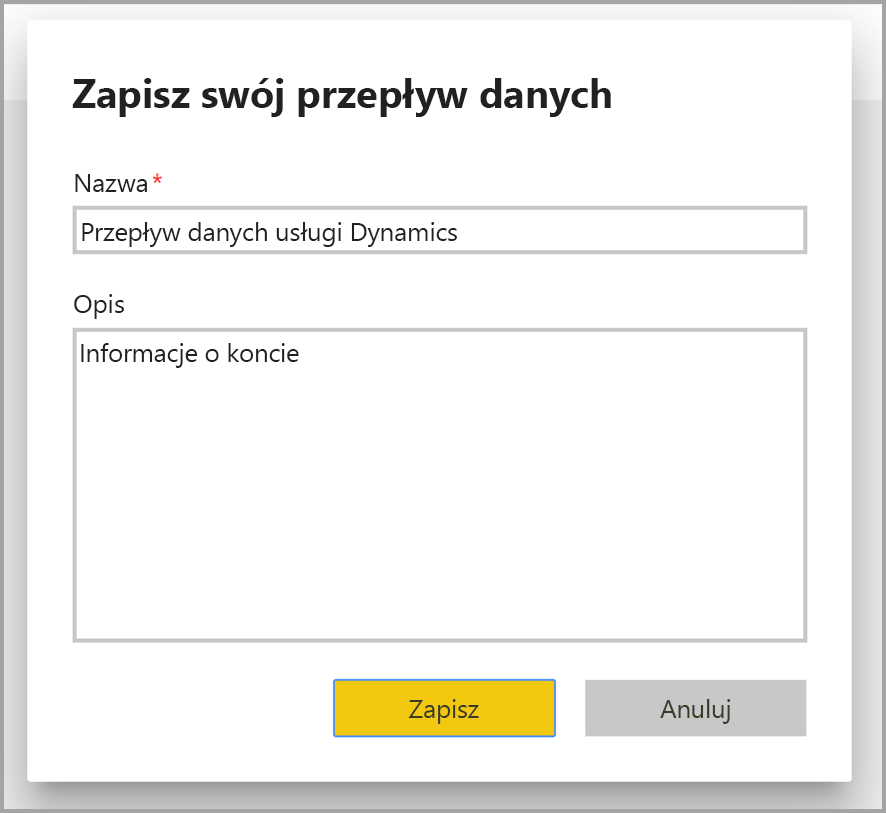 Zapisz swój przepływ danych
Nazwa*
Przepływ danych usługi Dynamics
Opis
Informacje o koncie
Zapisz
Anuluj